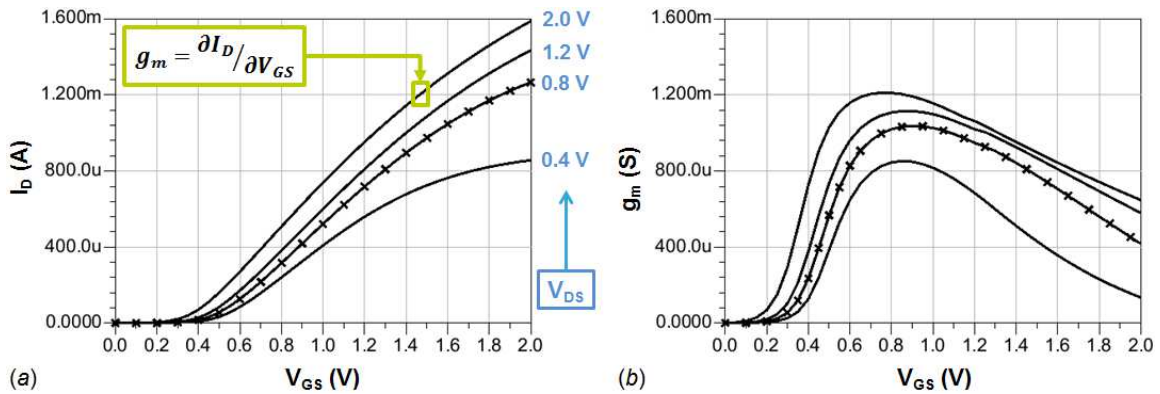 1.600m
1.200m
800.0u
400.0u
0.0000
I_D (A)
g_m = ∂I_D/∂V_GS
2.0 V
1.2 V
0.8 V
0.4 V
V_DS
0.0 0.2 0.4 0.6 0.8 1.0 1.2 1.4 1.6 1.8 2.0
(a) V_GS (V)
1.600m
1.200m
800.0u
400.0u
0.0000
g_m (S)
0.0 0.2 0.4 0.6 0.8 1.0 1.2 1.4 1.6 1.8 2.0
(b) V_GS (V)